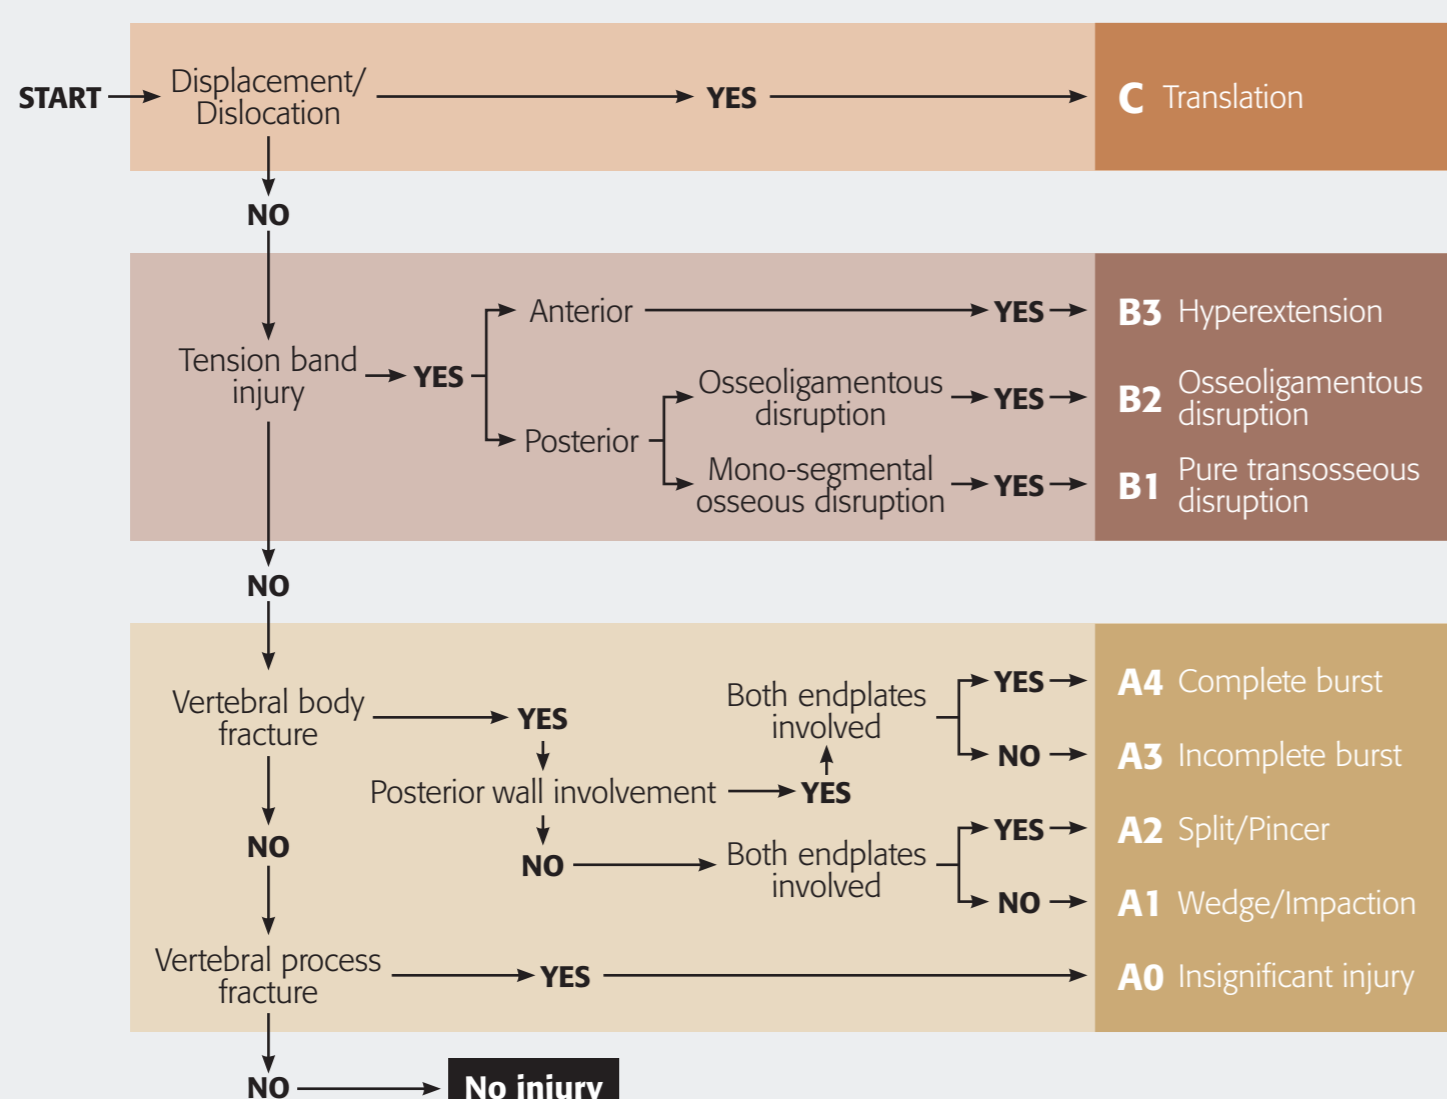 START
Displacement/
Dislocation
YES
C Translation
NO
Tension band
injury
YES
Anterior
YES
B3 Hyperextension
Posterior
Osseoligamentous
disruption
YES
B2 Osseoligamentous
disruption
Mono-segmental
osseous disruption
YES
B1 Pure transosseous
disruption
NO
Vertebral body
fracture
YES
Posterior wall involvement
YES
Both endplates
involved
YES
A4 Complete burst
NO
A3 Incomplete burst
NO
Both endplates
involved
YES
A2 Split/Pincer
NO
A1 Wedge/Impaction
NO
Vertebral process
fracture
YES
A0 Insignificant injury
NO
No injury